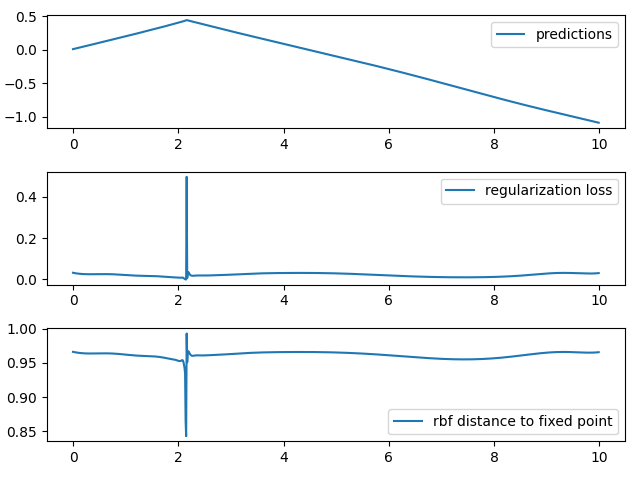 0.5
0.0
−0.5
−1.0
predictions
0 2 4 6 8 10
0.4
0.2
0.0
regularization loss
0 2 4 6 8 10
1.00
0.95
0.90
0.85
rbf distance to fixed point
0 2 4 6 8 10